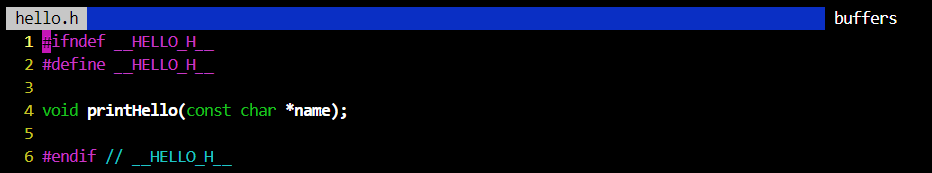 hello.h buffers
1 #ifndef __HELLO_H__
2 #define __HELLO_H__
3
4 void printHello(const char *name);
5
6 #endif // __HELLO_H__